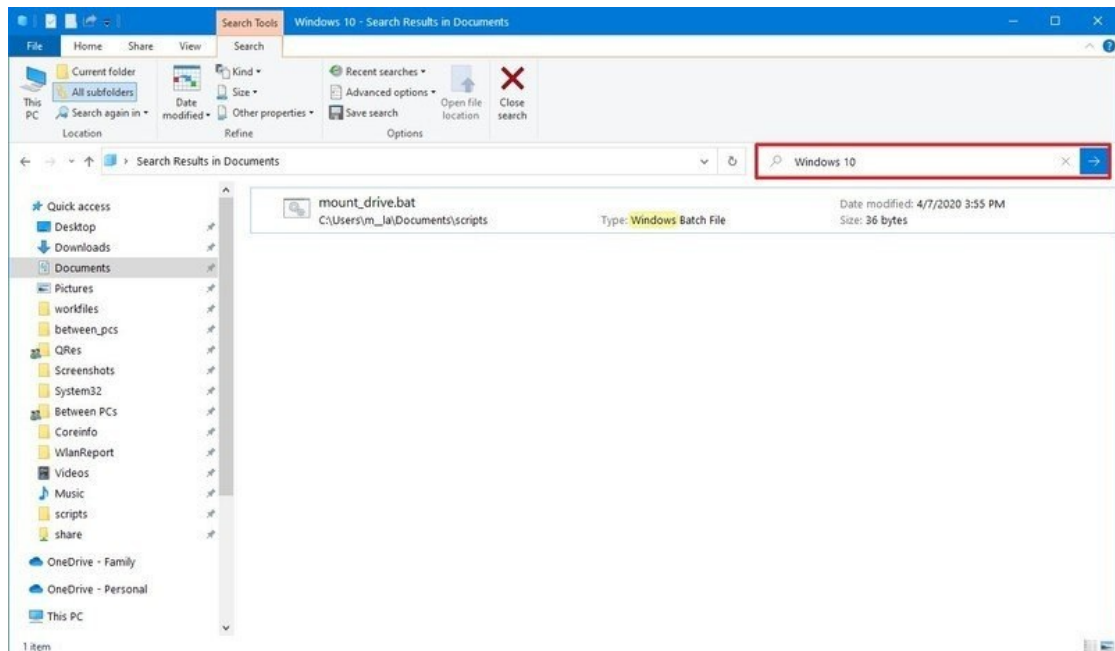 Search Tools
Windows 10 - Search Results in Documents
File
Home
Share
View
Search
This PC
Current folder
All subfolders
Search again in
Location
Date modified
Kind
Size
Other properties
Refine
Recent searches
Advanced options
Save search
Options
Open file location
Close search
Search Results in Documents
Windows 10
Quick access
Desktop
Downloads
Documents
Pictures
workfiles
between_pcs
QRes
Screenshots
System32
Between PCs
Coreinfo
WlanReport
Videos
Music
scripts
share
OneDrive - Family
OneDrive - Personal
This PC
mount_drive.bat
C:\Users\m__la\Documents\scripts
Type: Windows Batch File
Date modified: 4/7/2020 3:55 PM
Size: 36 bytes
1 item